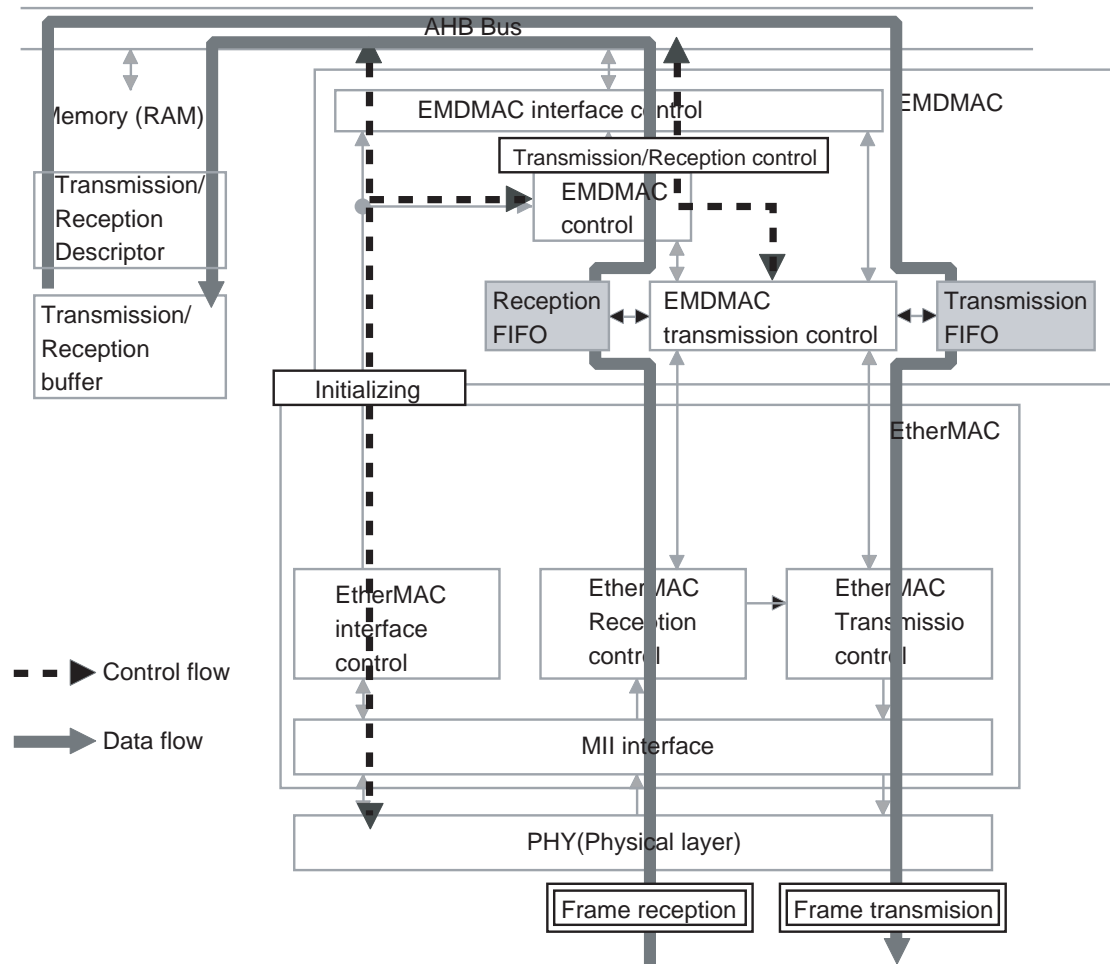 AHB Bus
Memory (RAM)
EMDMAC
EMDMAC interface control
Transmission/Reception control
Transmission/
Reception
Descriptor
EMDMAC
control
Transmission/
Reception
buffer
Reception
FIFO
EMDMAC
transmission control
Transmission
FIFO
Initializing
EtherMAC
EtherMAC
interface
control
EtherMAC
Reception
control
EtherMAC
Transmissio
control
Control flow
Data flow
MII interface
PHY(Physical layer)
Frame reception
Frame transmision